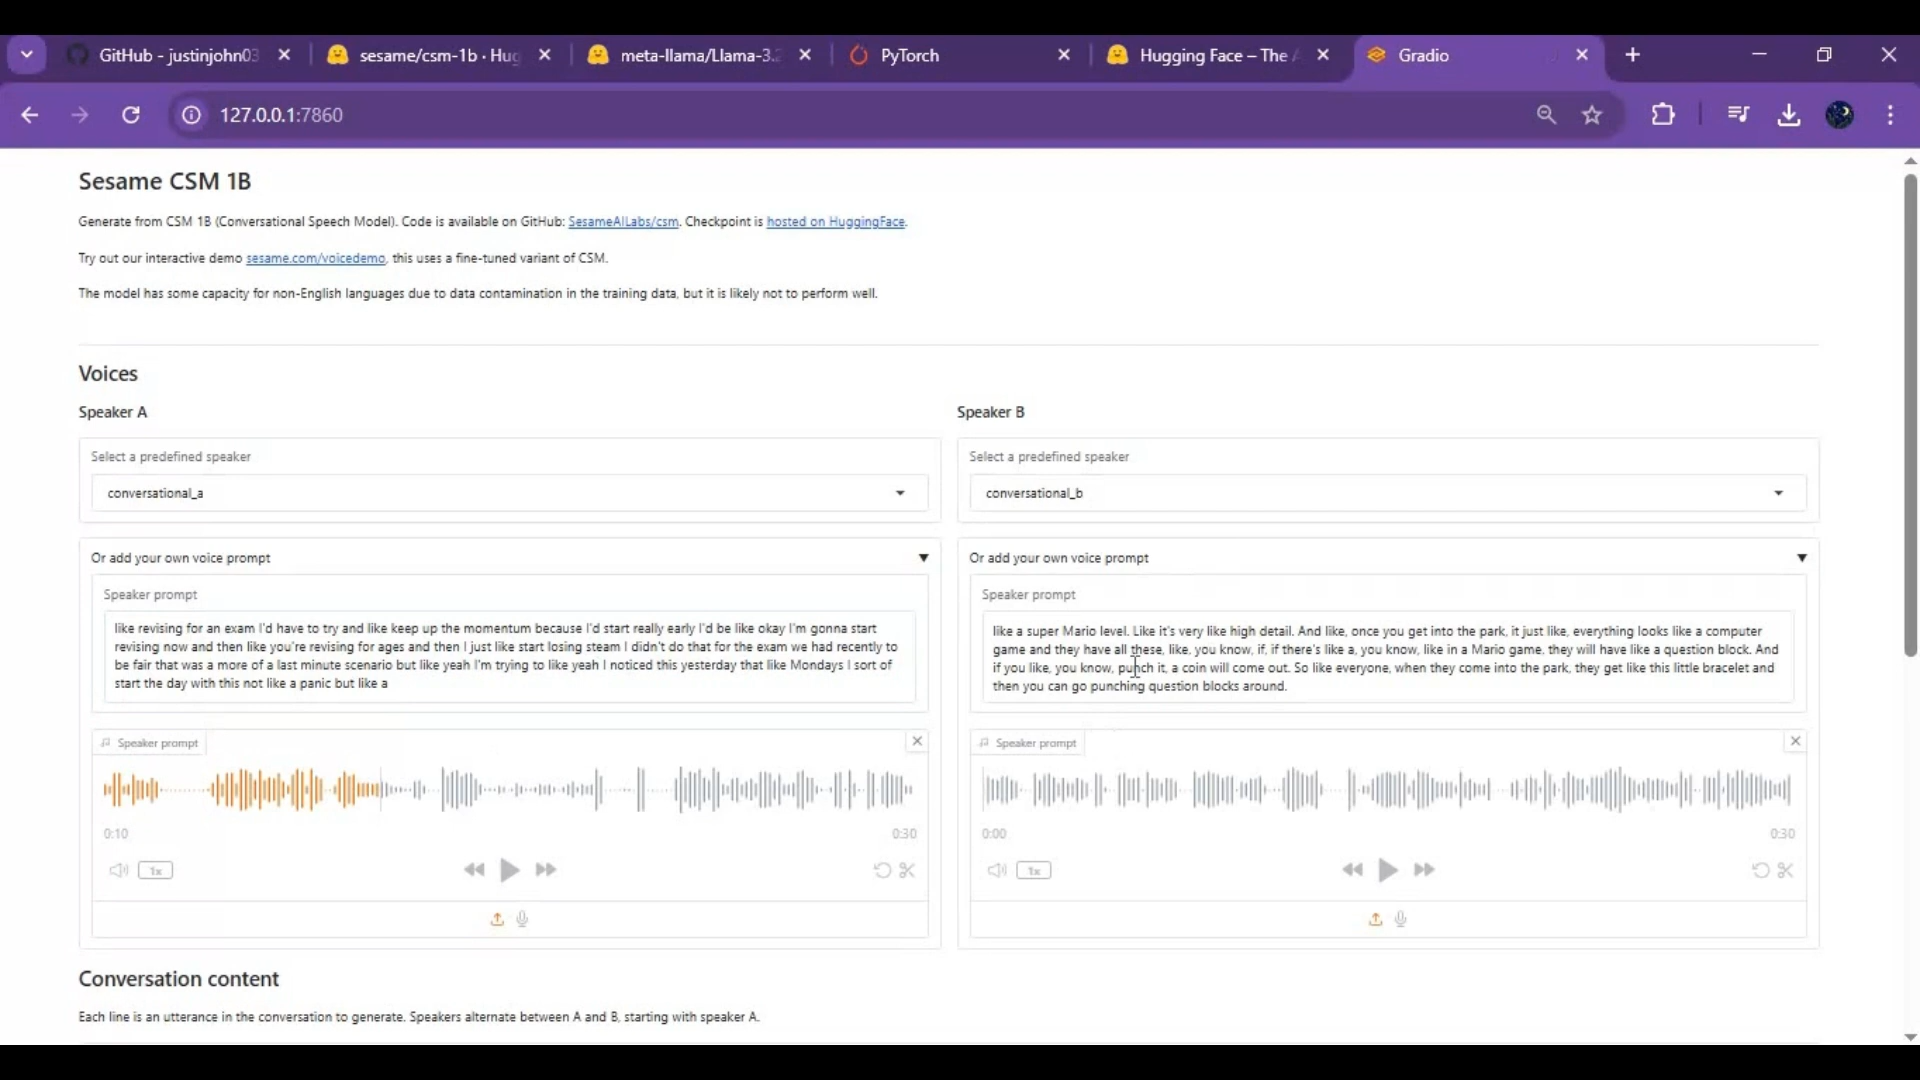 GitHub - justinjohn03
sesame/csm-1b · Hug
meta-llama/Llama-3.
PyTorch
Hugging Face – The
Gradio
127.0.0.1:7860
Sesame CSM 1B
Generate from CSM 1B (Conversational Speech Model). Code is available on GitHub: SesameAILabs/csm. Checkpoint is hosted on HuggingFace.
Try out our interactive demo sesame.com/voicedemo, this uses a fine-tuned variant of CSM.
The model has some capacity for non-English languages due to data contamination in the training data, but it is likely not to perform well.
Voices
Speaker A
Select a predefined speaker
conversational_a
Or add your own voice prompt
Speaker prompt
like revising for an exam I'd have to try and like keep up the momentum because I'd start really early I'd be like okay I'm gonna start
revising now and then like you're revising for ages and then I just like start losing steam I didn't do that for the exam we had recently to
be fair that was a more of a last minute scenario but like yeah I'm trying to like yeah I noticed this yesterday that like Mondays I sort of
start the day with this not like a panic but like a
Speaker prompt
0:10
0:30
1x
Speaker B
Select a predefined speaker
conversational_b
Or add your own voice prompt
Speaker prompt
like a super Mario level. Like it's very like high detail. And like, once you get into the park, it just like, everything looks like a computer
game and they have all these, like, you know, if, if there's like a, you know, like in a Mario game, they will have like a question block. And
if you like, you know, punch it, a coin will come out. So like everyone, when they come into the park, they get like this little bracelet and
then you can go punching question blocks around.
Speaker prompt
0:00
0:30
1x
Conversation content
Each line is an utterance in the conversation to generate. Speakers alternate between A and B, starting with speaker A.